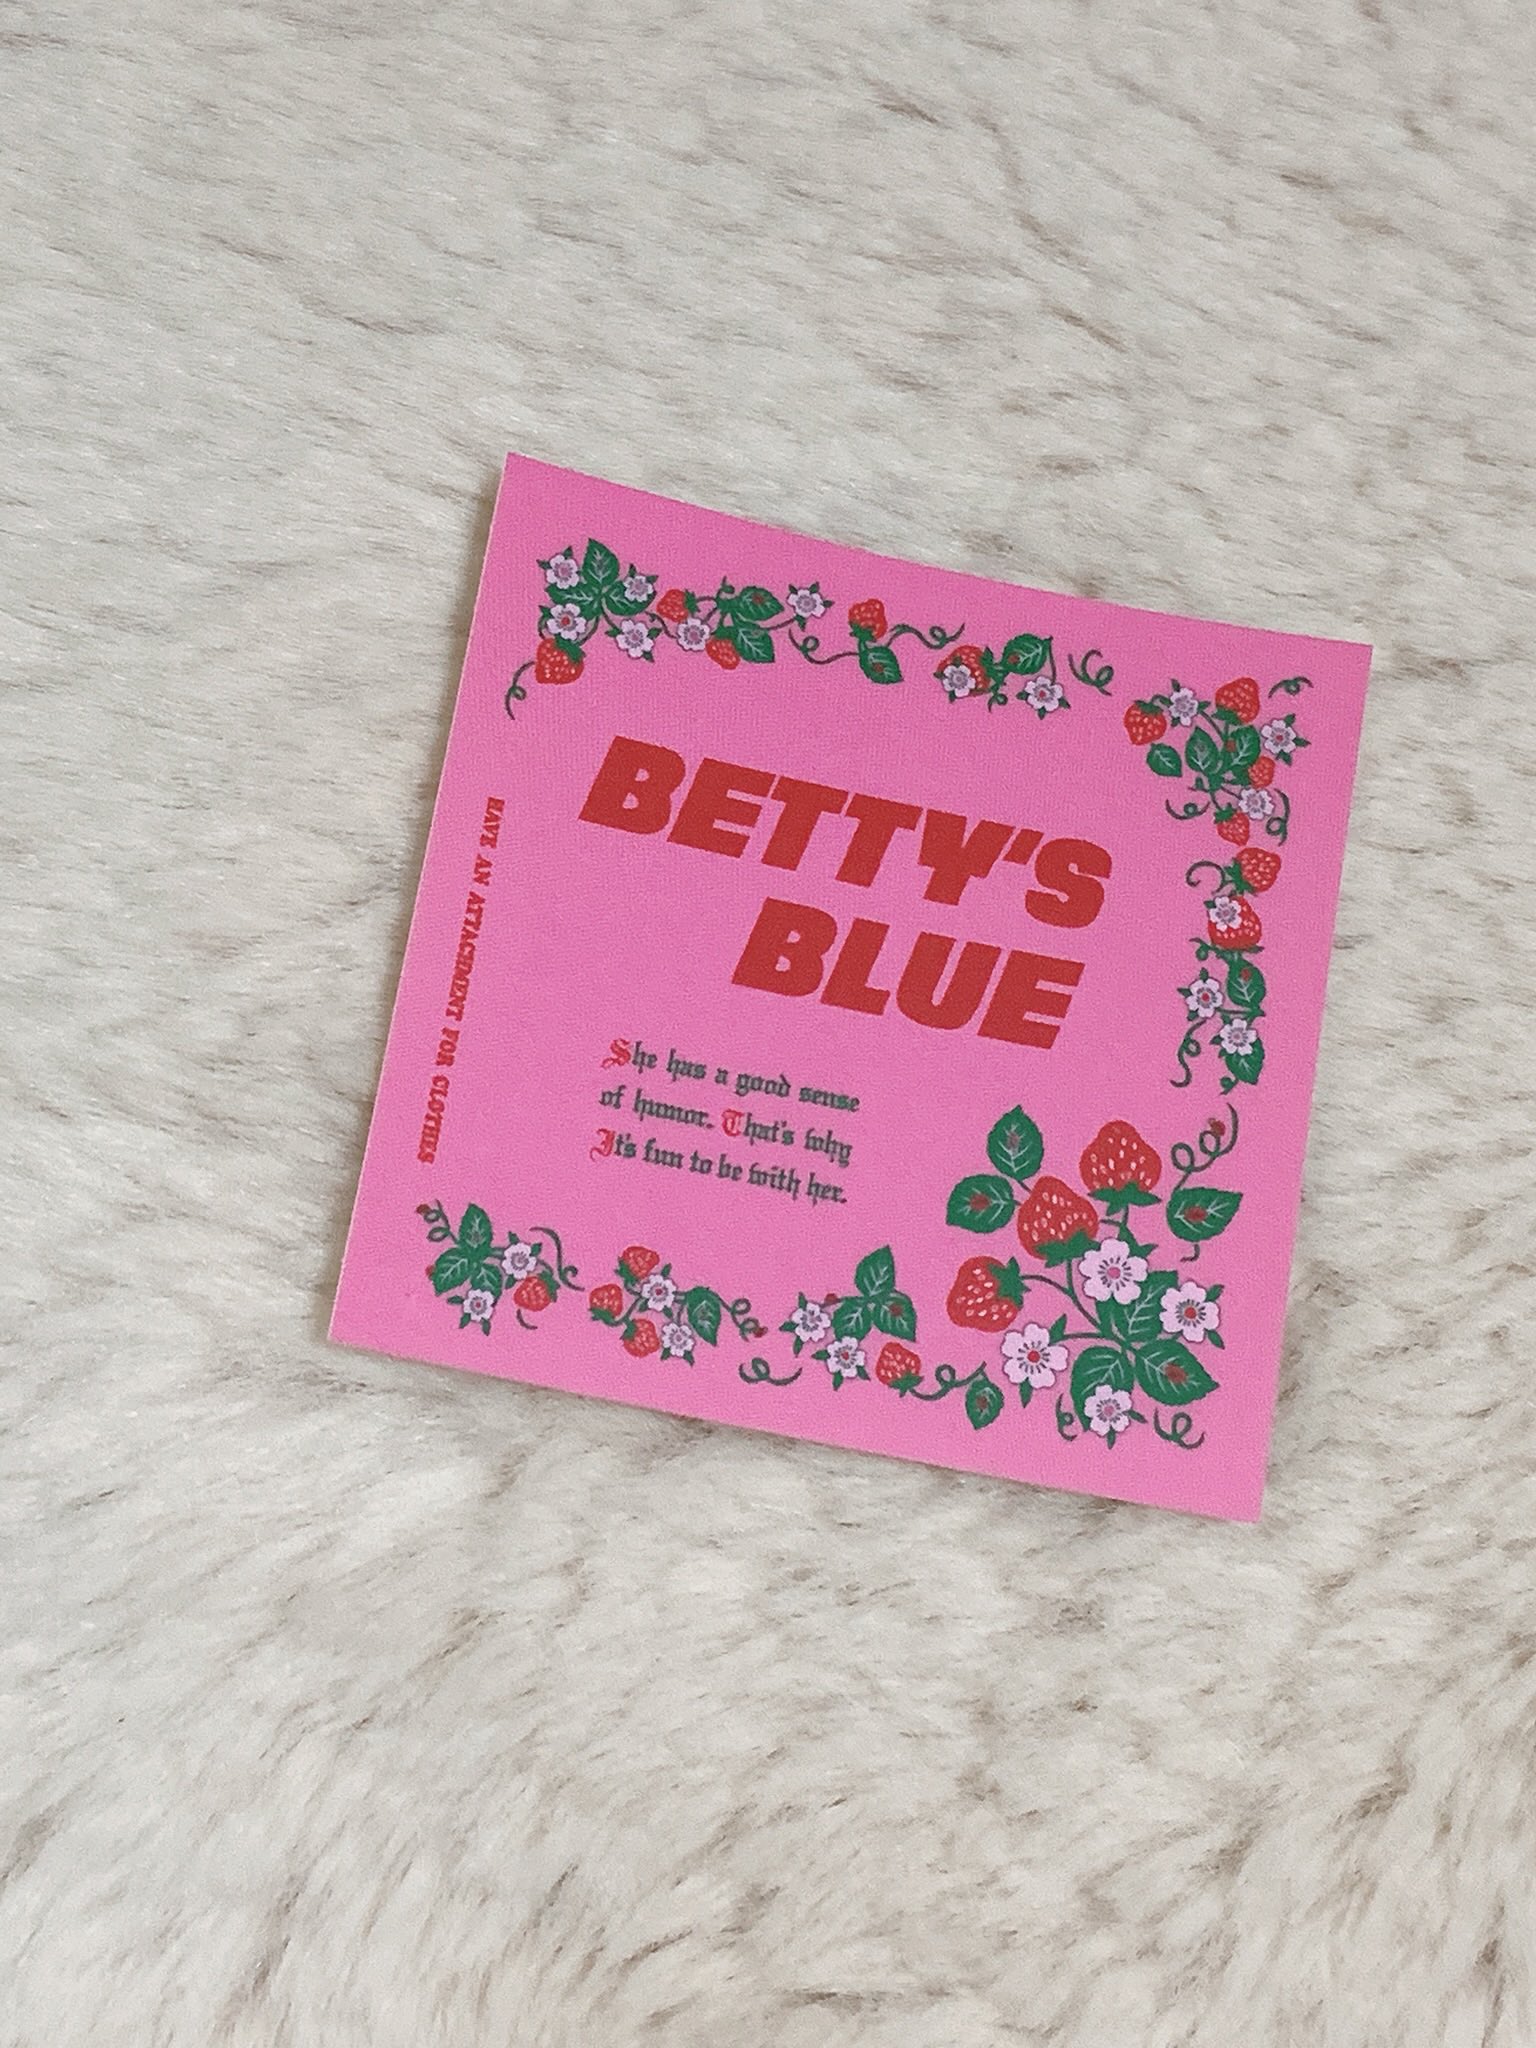 BETTY'S
BLUE
She has a good sense
of humor. That's why
It's fun to be with her.
HAVE AN ATTACHMENT FOR CLOTHES